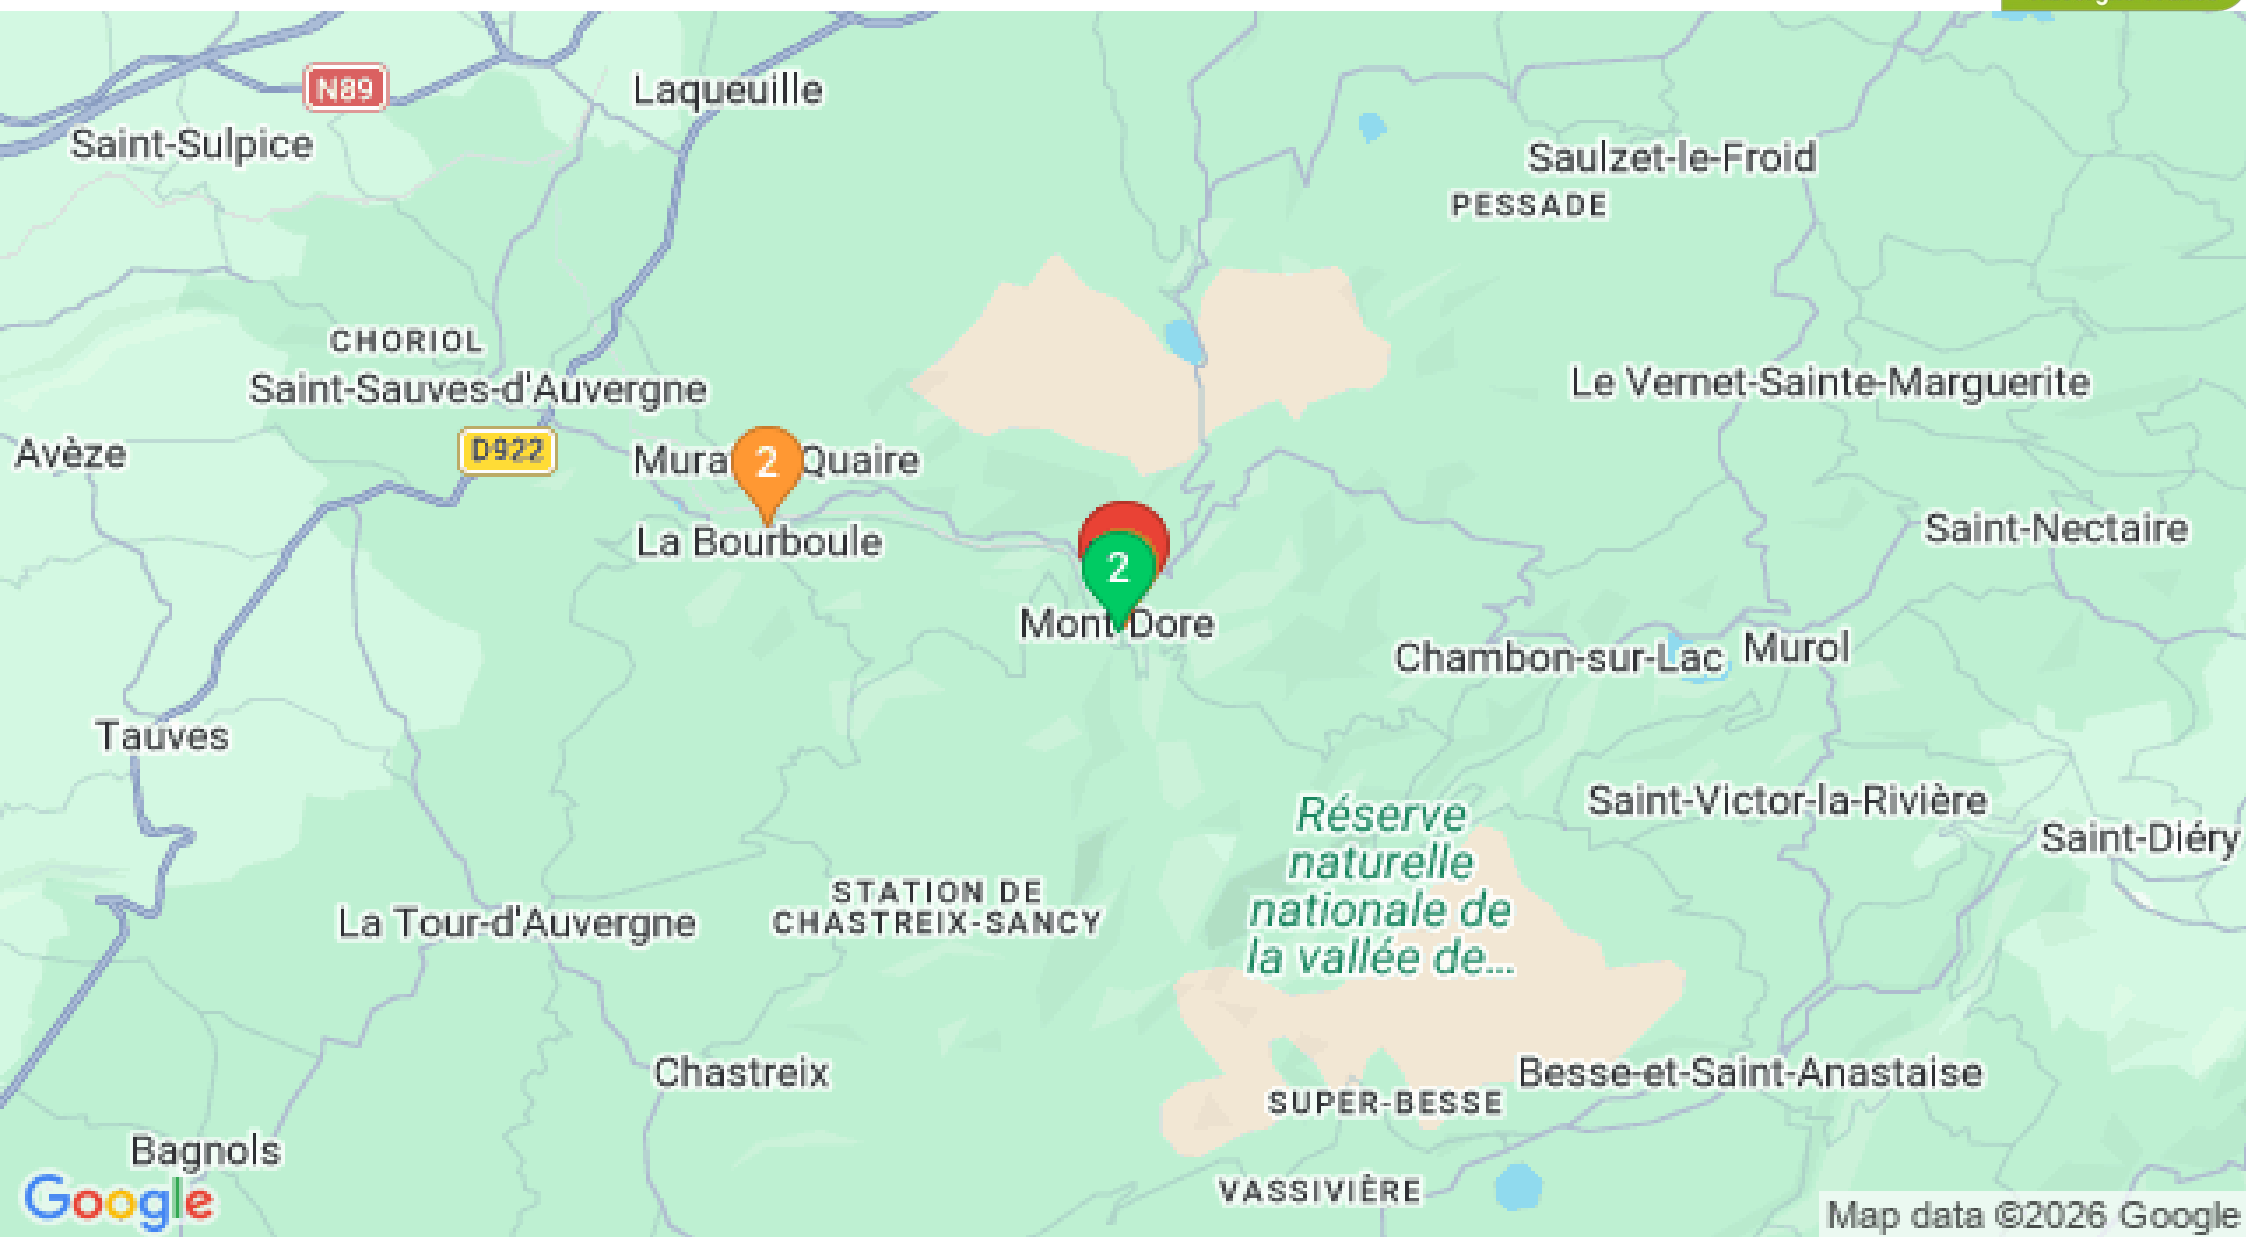 N89
Laqueuille
Saint-Sulpice
Saulzet-le-Froid
PESSADE
CHORIOL
Saint-Sauves-d'Auvergne
Le Vernet-Sainte-Marguerite
Avèze
D922
Mura
2
Quaire
La Bourboule
Saint-Nectaire
2
Mont-Dore
Chambon-sur-Lac
Murol
Tauves
Saint-Victor-la-Rivière
Saint-Diéry
Réserve
naturelle
nationale de
la vallée de...
STATION DE
CHASTREIX-SANCY
La Tour-d'Auvergne
Chastreix
Besse-et-Saint-Anastaise
SUPER-BESSE
Bagnols
VASSIVIÈRE
Google
Map data ©2026 Google